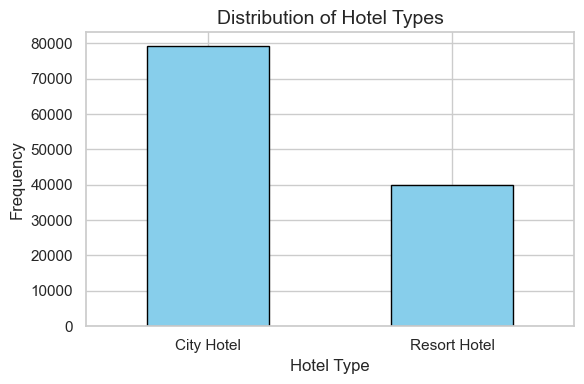 Distribution of Hotel Types
80000
70000
60000
50000
40000
30000
20000
10000
0
Frequency
City Hotel
Resort Hotel
Hotel Type